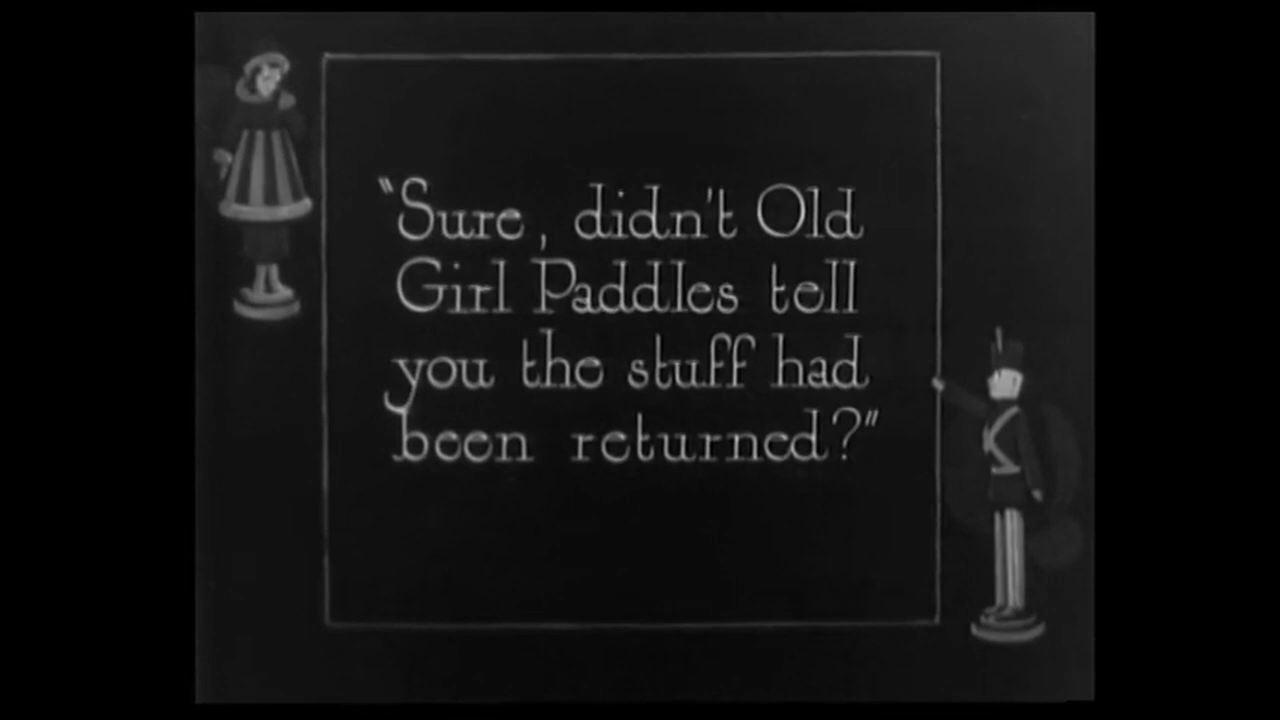 "Sure, didn't Old
Girl Paddles tell
you the stuff had
been returned?"